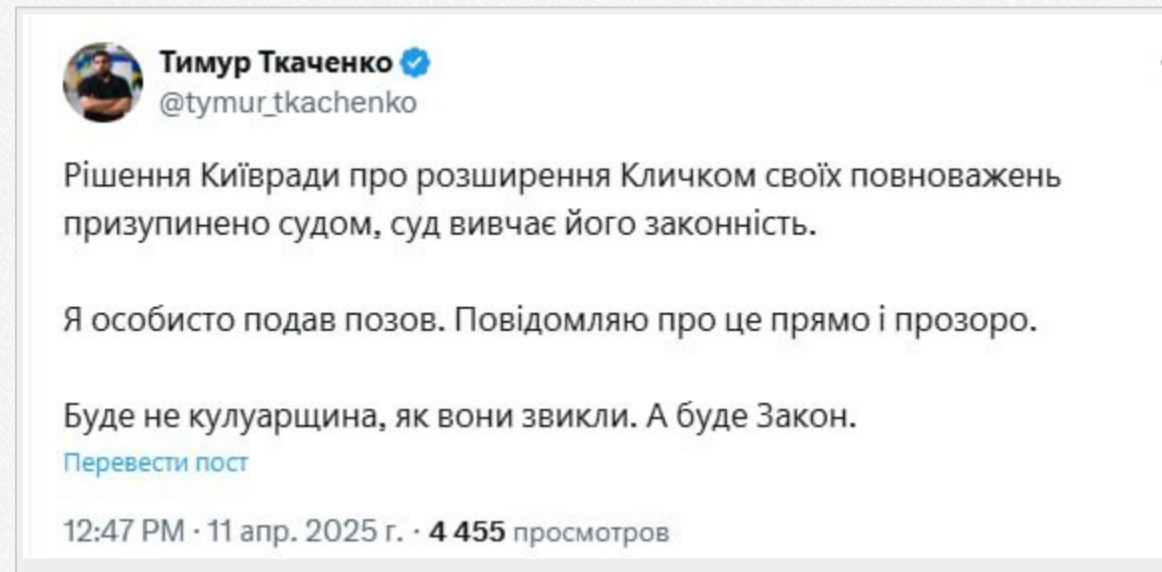 Тимур Ткаченко
@tymur_tkachenko
Рішення Київради про розширення Кличком своїх повноважень
призупинено судом, суд вивчає його законність.
Я особисто подав позов. Повідомляю про це прямо і прозоро.
Буде не кулуарщина, як вони звикли. А буде Закон.
Перевести пост
12:47 PM · 11 апр. 2025 г. · 4 455 просмотров